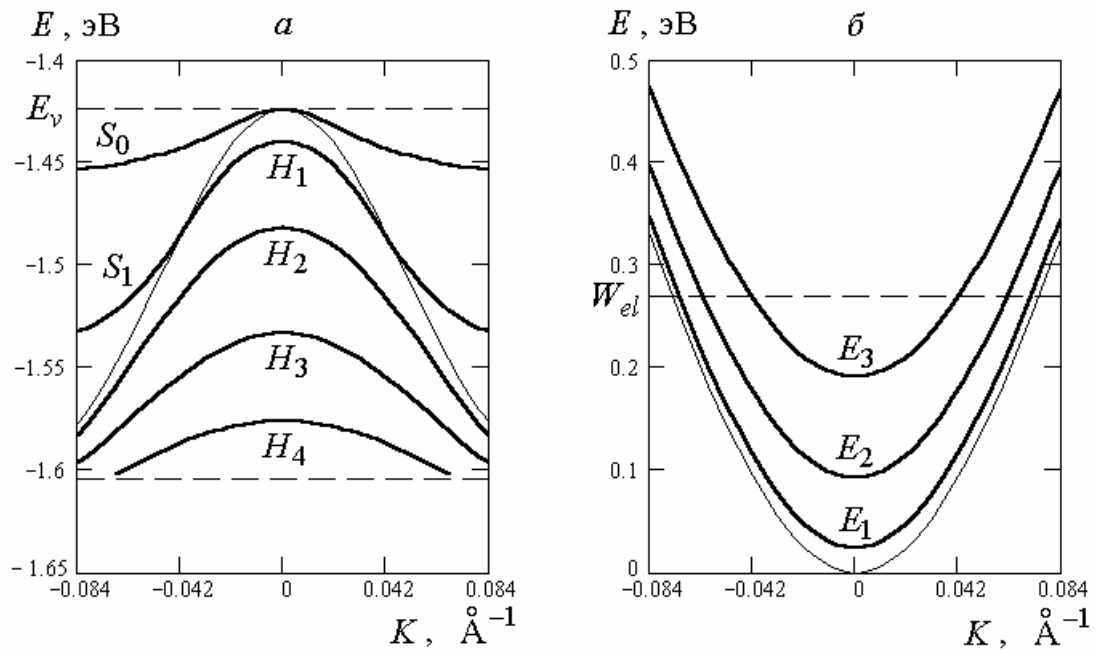 E , эВ а
−1.4
E_v
S_0
−1.45
H_1
H_2
−1.5
S_1
H_3
−1.55
H_4
−1.6
−1.65
−0.084 −0.042 0 0.042 0.084
K , Å⁻¹
E , эВ б
0.5
0.4
0.3
W_el
E_3
0.2
E_2
0.1
E_1
0
−0.084 −0.042 0 0.042 0.084
K , Å⁻¹